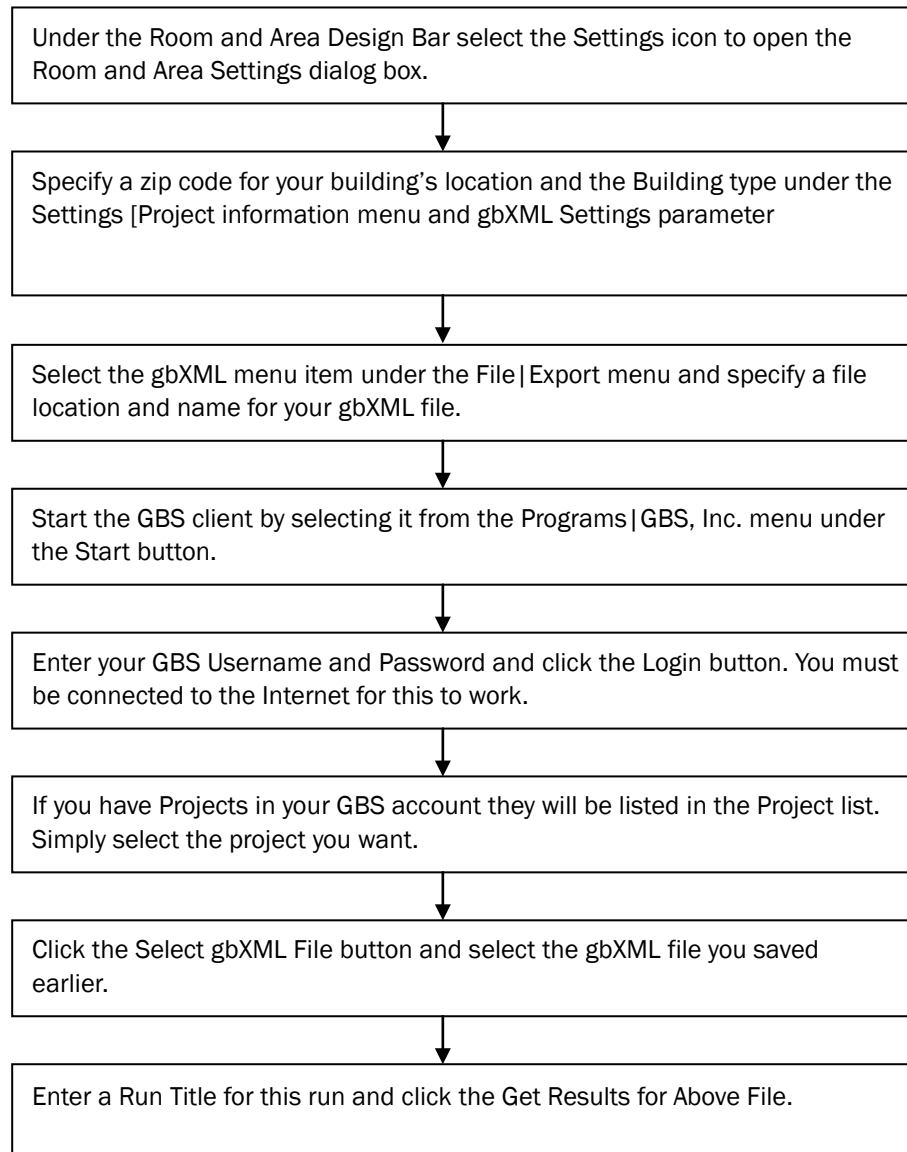 Under the Room and Area Design Bar select the Settings icon to open the
Room and Area Settings dialog box.
Specify a zip code for your building’s location and the Building type under the
Settings [Project information menu and gbXML Settings parameter
Select the gbXML menu item under the File|Export menu and specify a file
location and name for your gbXML file.
Start the GBS client by selecting it from the Programs|GBS, Inc. menu under
the Start button.
Enter your GBS Username and Password and click the Login button. You must
be connected to the Internet for this to work.
If you have Projects in your GBS account they will be listed in the Project list.
Simply select the project you want.
Click the Select gbXML File button and select the gbXML file you saved
earlier.
Enter a Run Title for this run and click the Get Results for Above File.